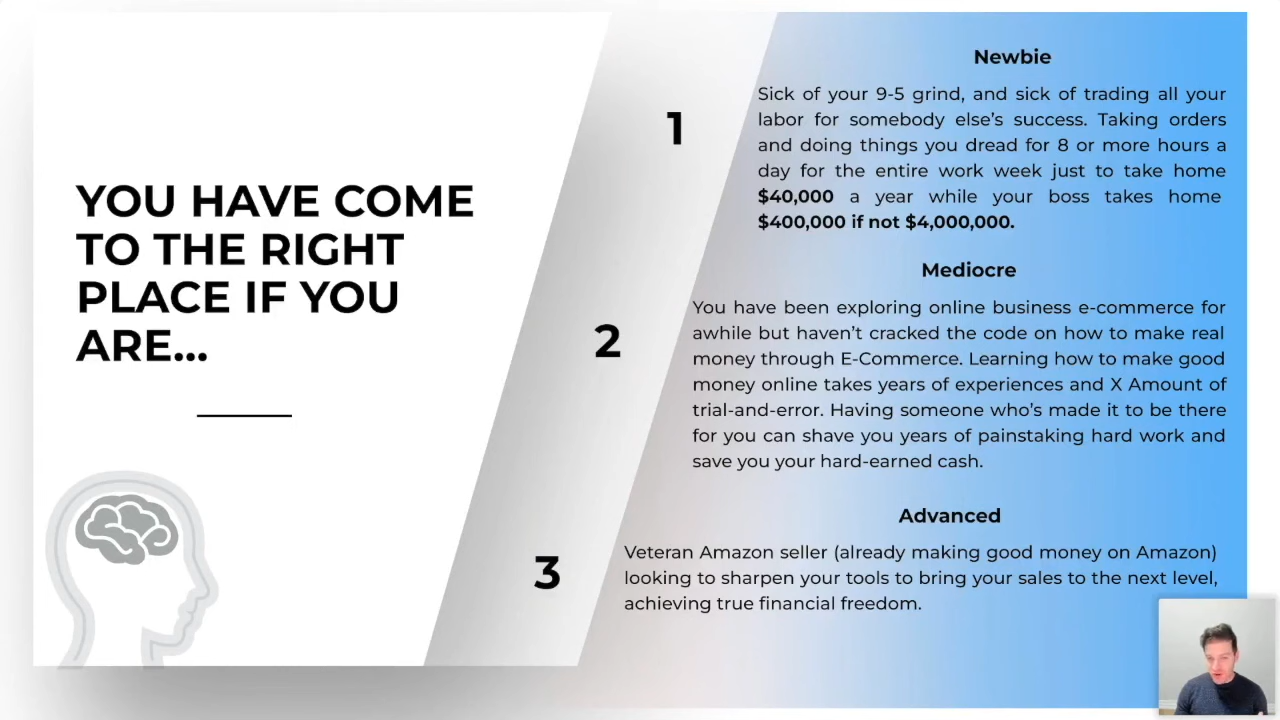 YOU HAVE COME
TO THE RIGHT
PLACE IF YOU
ARE...
1
Newbie
Sick of your 9-5 grind, and sick of trading all your
labor for somebody else's success. Taking orders
and doing things you dread for 8 or more hours a
day for the entire work week just to take home
$40,000 a year while your boss takes home
$400,000 if not $4,000,000.
2
Mediocre
You have been exploring online business e-commerce for
awhile but haven't cracked the code on how to make real
money through E-Commerce. Learning how to make good
money online takes years of experiences and X Amount of
trial-and-error. Having someone who's made it to be there
for you can shave you years of painstaking hard work and
save you your hard-earned cash.
3
Advanced
Veteran Amazon seller (already making good money on Amazon)
looking to sharpen your tools to bring your sales to the next level,
achieving true financial freedom.